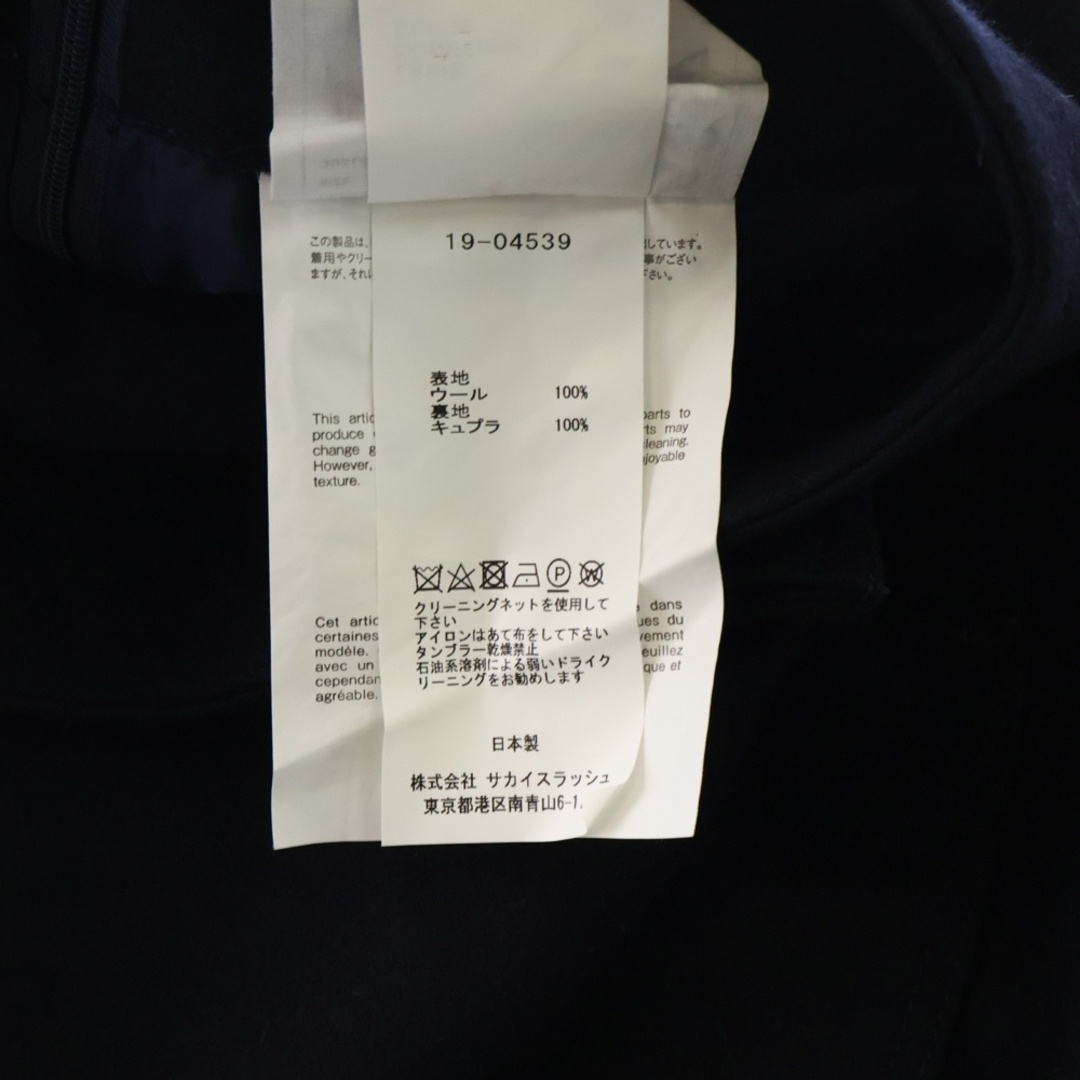 19-04539
この製品は、
着用やクリー
ますが、それ
しています。
事がござい
下さい。
表地
ウール 100%
裏地
キュプラ 100%
This artic
produce
change g
However,
texture.
parts to
rts may
cleaning.
njoyable
P
W
クリーニングネットを使用して
下さい
アイロンはあて布をして下さい
タンブラー乾燥禁止
石油系溶剤による弱いドライク
リーニングをお勧めします
Cet artic
certaines
modéle.
avec un
cependan
agréable.
dans
ues du
vement
euillez
que et
日本製
株式会社 サカイスラッシュ
東京都港区南青山6-1